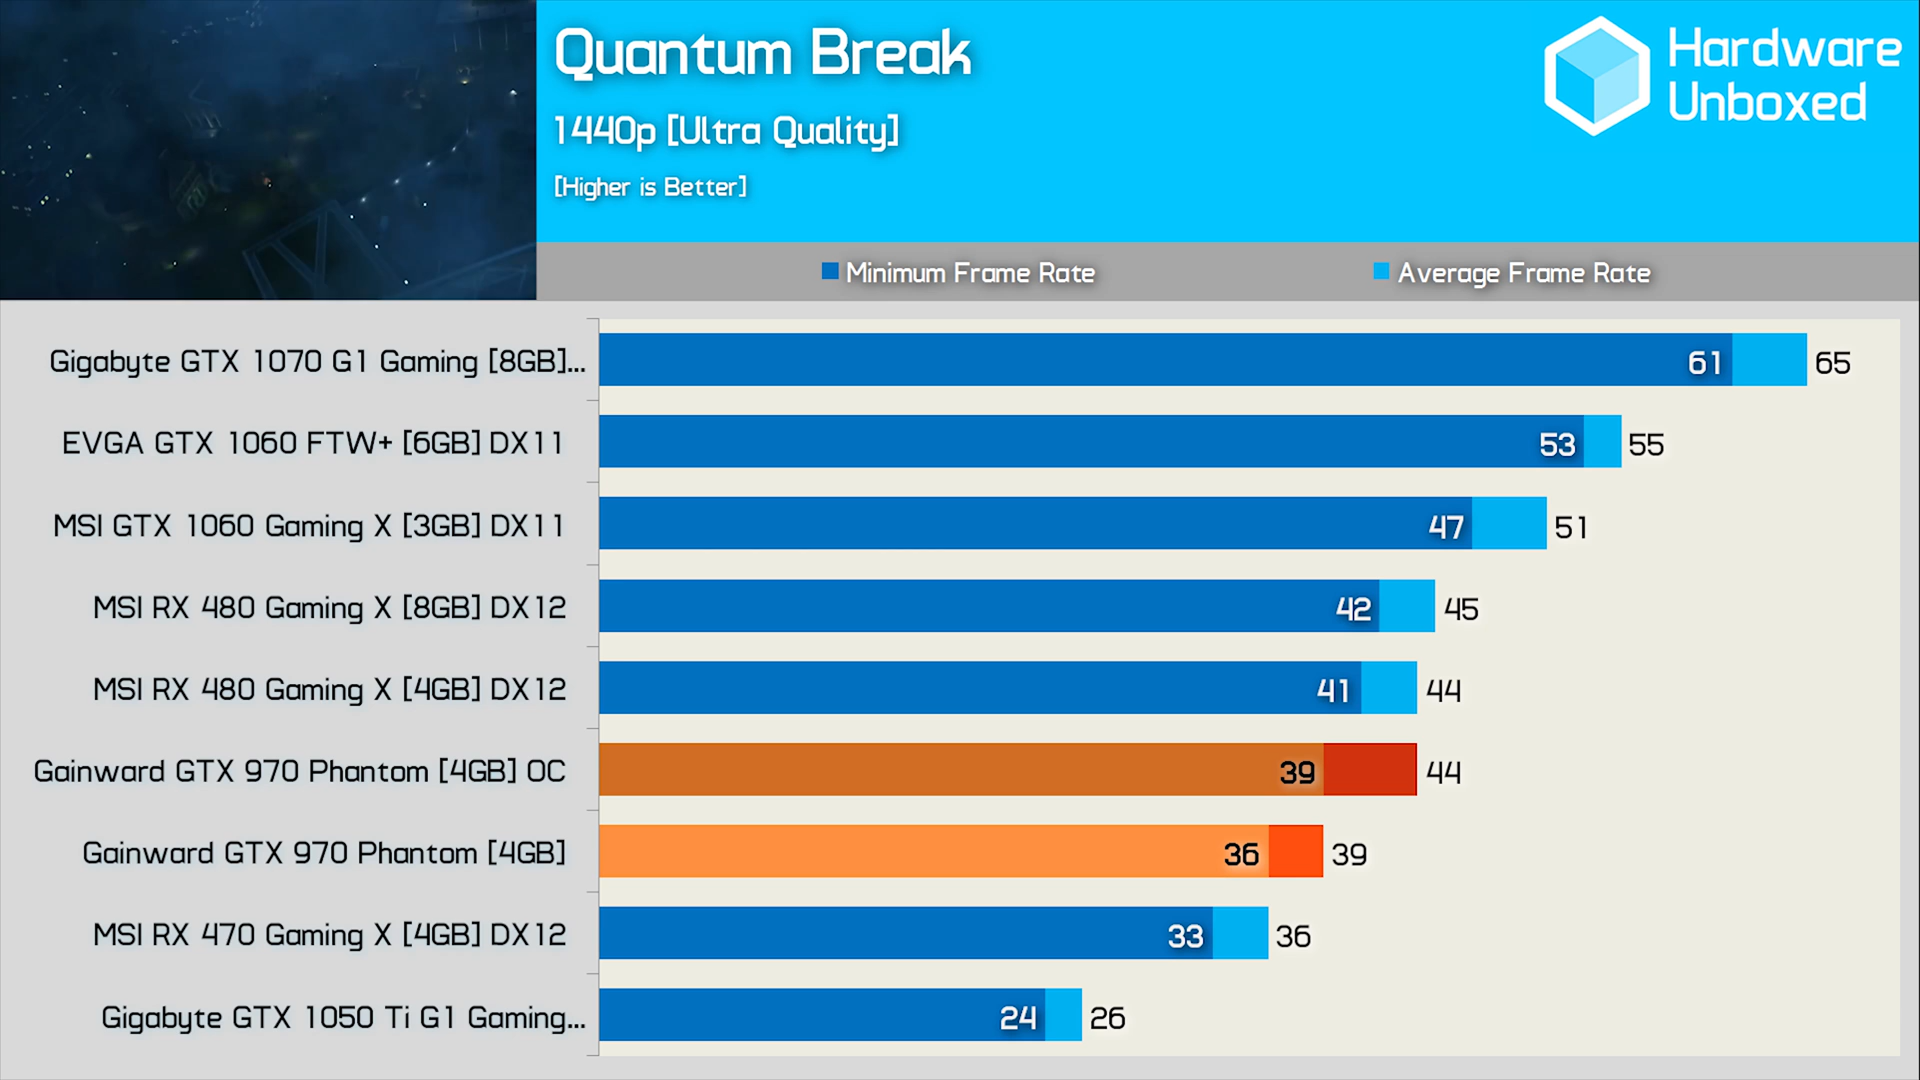 Quantum Break
1440p [Ultra Quality]
[Higher is Better]
Hardware
Unboxed
Minimum Frame Rate
Average Frame Rate
Gigabyte GTX 1070 G1 Gaming [8GB]... 61 65
EVGA GTX 1060 FTW+ [6GB] DX11 53 55
MSI GTX 1060 Gaming X [3GB] DX11 47 51
MSI RX 480 Gaming X [8GB] DX12 42 45
MSI RX 480 Gaming X [4GB] DX12 41 44
Gainward GTX 970 Phantom [4GB] OC 39 44
Gainward GTX 970 Phantom [4GB] 36 39
MSI RX 470 Gaming X [4GB] DX12 33 36
Gigabyte GTX 1050 Ti G1 Gaming... 24 26